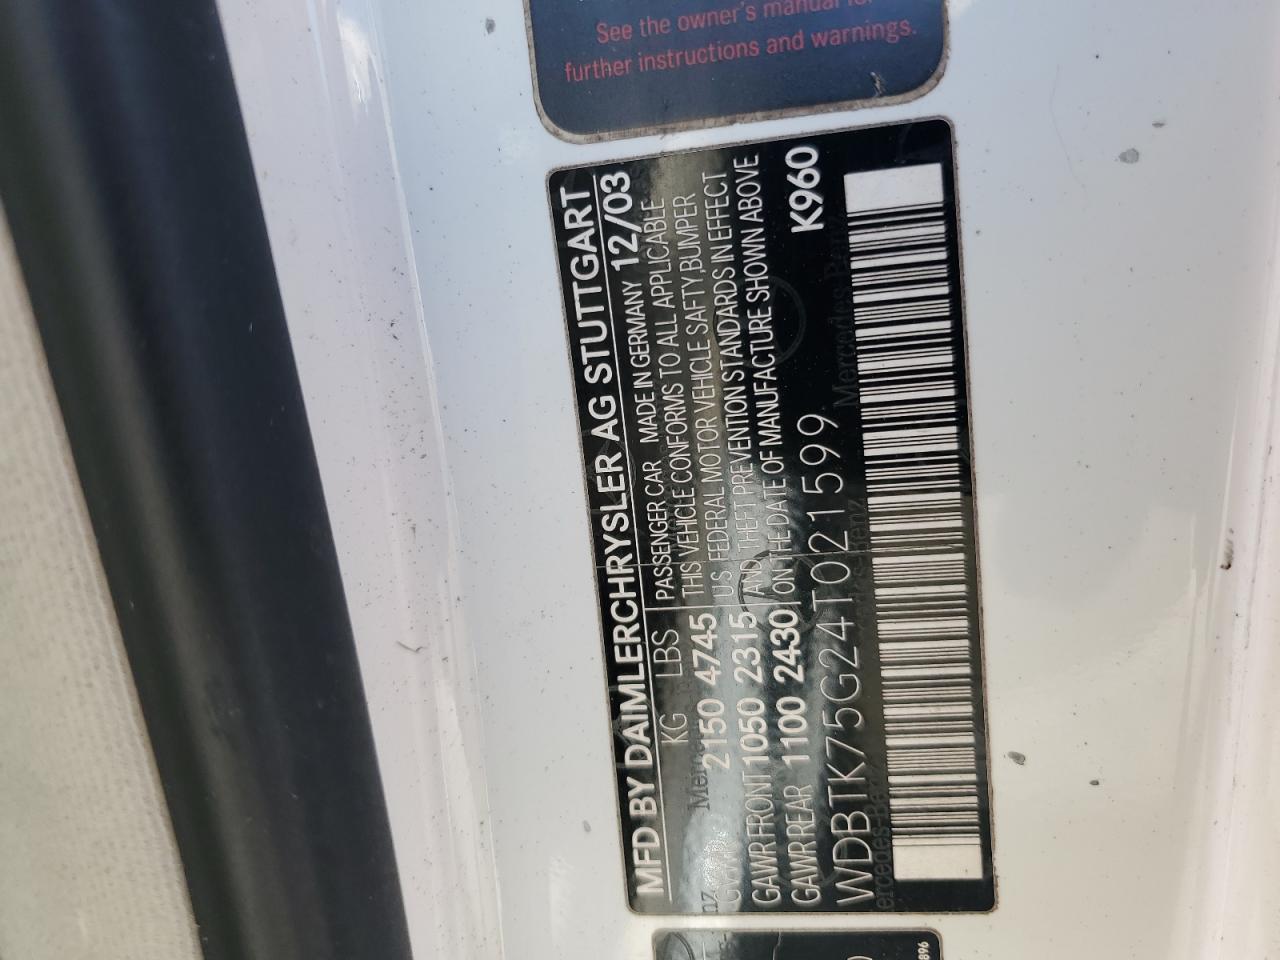 See the owner's manual for
further instructions and warnings.
MFD BY DAIMLERCHRYSLER AG STUTTGART
KG LBS PASSENGER CAR MADE IN GERMANY 12/03
THIS VEHICLE CONFORMS TO ALL APPLICABLE
2150 4745 U.S. FEDERAL MOTOR VEHICLE SAFTY,BUMPER
GAWR FRONT 1050 2315 AND THEFT PREVENTION STANDARDS IN EFFECT
GAWR REAR 1100 2430 ON THE DATE OF MANUFACTURE SHOWN ABOVE
WDBTK75G24T021599
K960
Mercedes-Benz
896